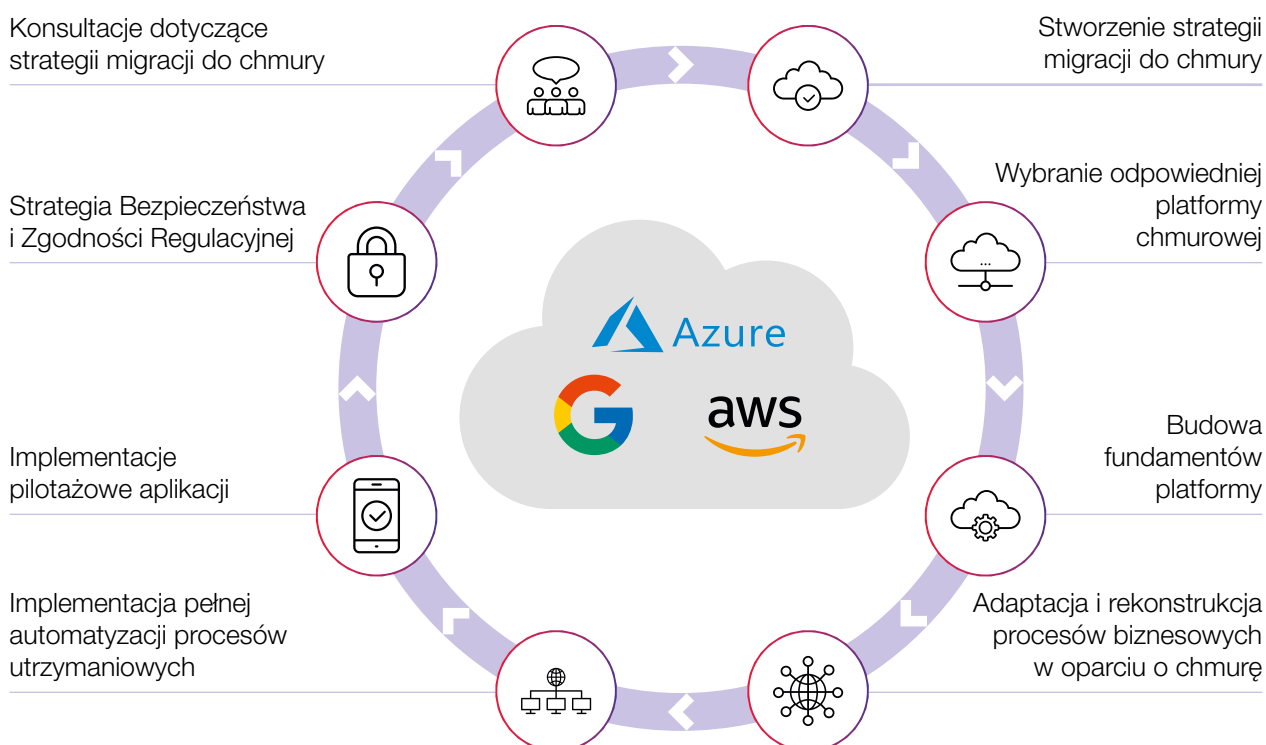 Konsultacje dotyczące
strategii migracji do chmury
Stworzenie strategii
migracji do chmury
Strategia Bezpieczeństwa
i Zgodności Regulacyjnej
Wybranie odpowiedniej
platformy
chmurowej
Azure
G
aws
Implementacje
pilotażowe aplikacji
Budowa
fundamentów
platformy
Implementacja pełnej
automatyzacji procesów
utrzymaniowych
Adaptacja i rekonstrukcja
procesów biznesowych
w oparciu o chmurę